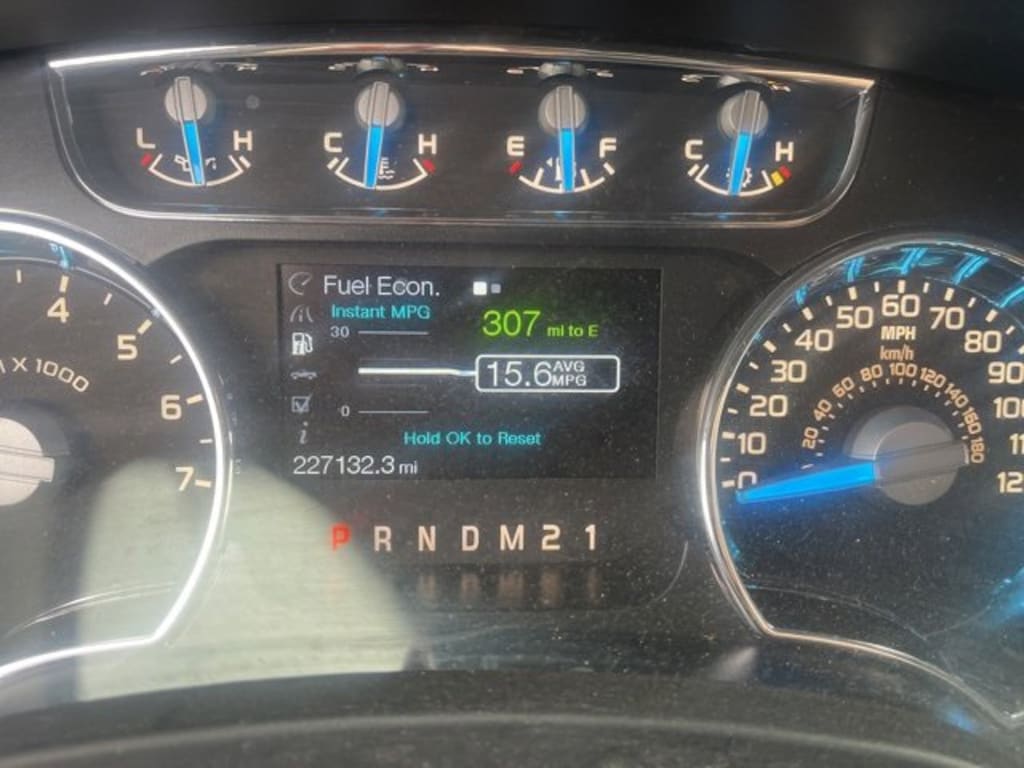 L H C H E F C H
Fuel Econ.
Instant MPG
30
307 mi to E
15.6 AVG MPG
0
Hold OK to Reset
227132.3 mi
P R N D M 2 1
4
5
6
7
X 1000
0 10 20 30 40 50 60 70 80 90
MPH
km/h
20 40 60 80 100 120 140 160 180